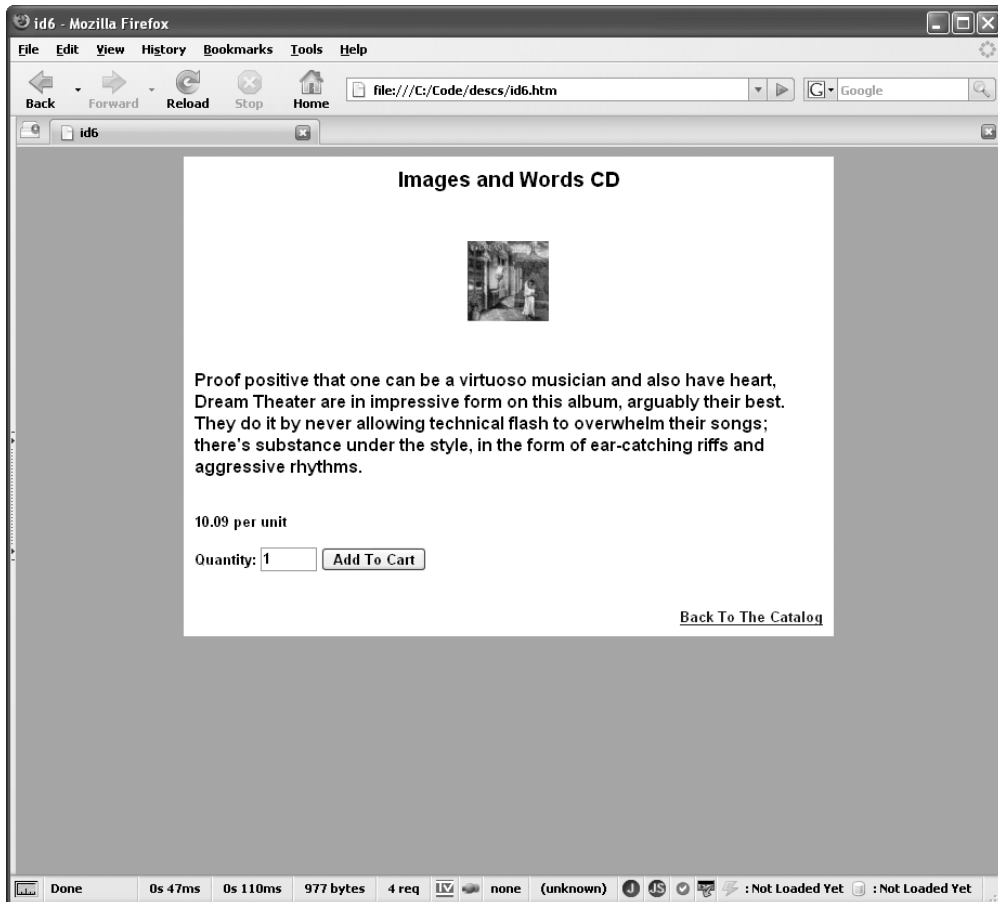 id6 - Mozilla Firefox
File Edit View History Bookmarks Tools Help
Back Forward Reload Stop Home file:///C:/Code/descs/id6.htm G Google
id6
Images and Words CD
Proof positive that one can be a virtuoso musician and also have heart,
Dream Theater are in impressive form on this album, arguably their best.
They do it by never allowing technical flash to overwhelm their songs;
there's substance under the style, in the form of ear-catching riffs and
aggressive rhythms.
10.09 per unit
Quantity: 1 Add To Cart
Back To The Catalog
Done 0s 47ms 0s 110ms 977 bytes 4 req none (unknown) J JS : Not Loaded Yet : Not Loaded Yet